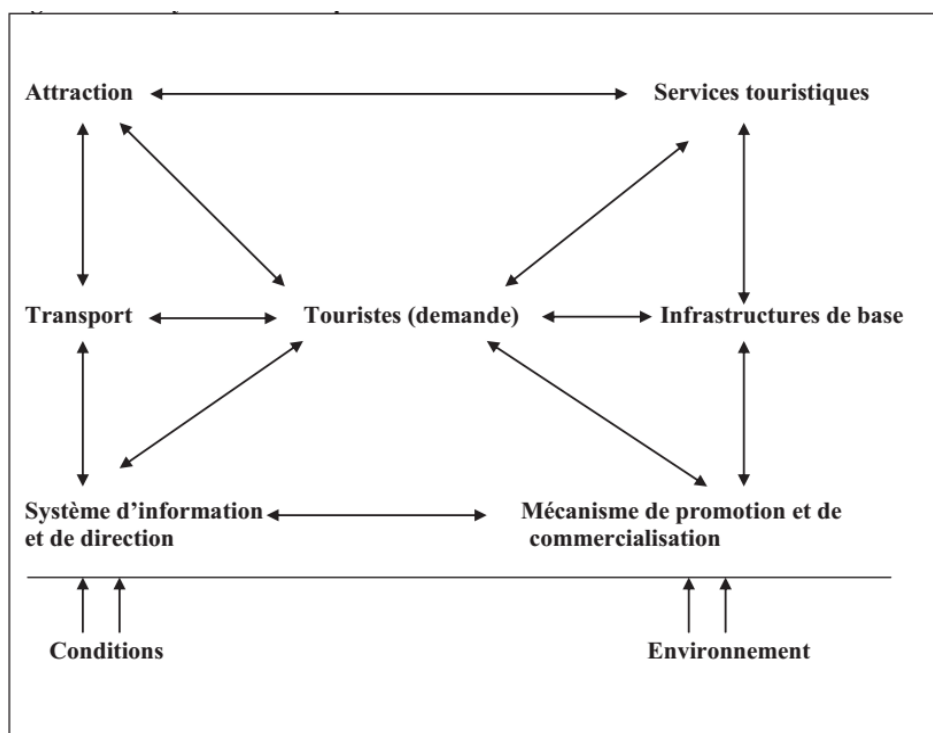 Attraction
Services touristiques
Transport
Touristes (demande)
Infrastructures de base
Système d’information
et de direction
Mécanisme de promotion et de
commercialisation
Conditions
Environnement